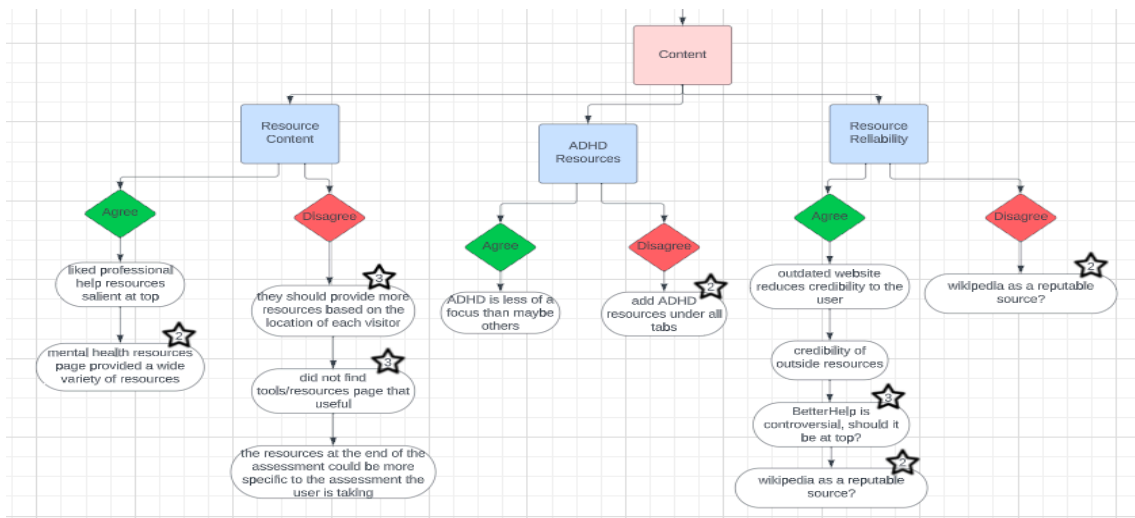 Content
Resource
Content
ADHD
Resources
Resource
Reliability
Agree
Disagree
Agree
Disagree
Agree
Disagree
liked professional
help resources
salient at top
2
mental health resources
page provided a wide
variety of resources
3
they should provide more
resources based on the
location of each visitor
3
did not find
tools/resources page that
useful
the resources at the end of the
assessment could be more
specific to the assessment the
user is taking
ADHD is less of a
focus than maybe
others
2
add ADHD
resources under all
tabs
outdated website
reduces credibility to the
user
credibility of
outside resources
3
BetterHelp is
controversial, should it
be at top?
2
wikipedia as a reputable
source?
2
wikipedia as a reputable
source?